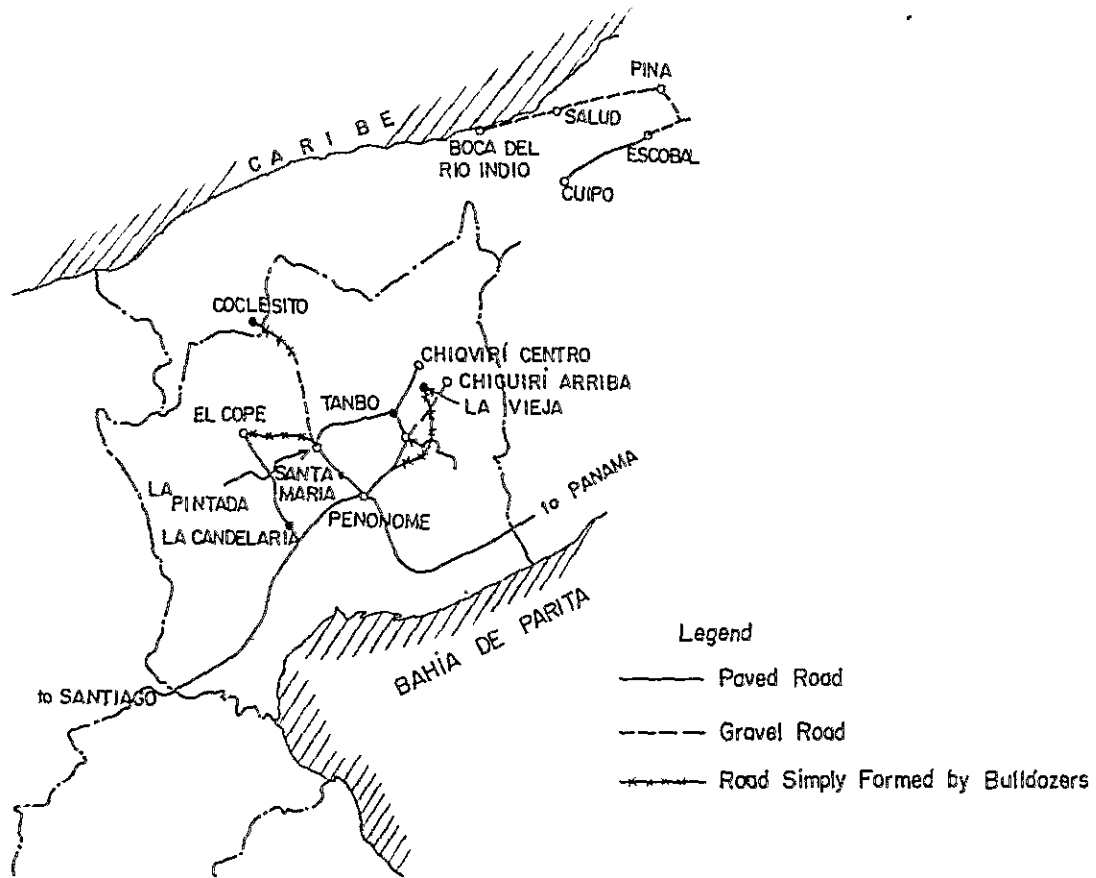 CARIBE
PINA
SALUD
BOCA DEL
RIO INDIO
ESCOBAL
CUIPO
COCLESITO
CHIQVIRÍ CENTRO
CHIGUIRÍ ARRIBA
LA VIEJA
TANBO
EL COPE
SANTA
MARIA
LA
PINTADA
PENONOME
LA CANDELARIA
to PANAMA
BAHÍA DE PARITA
to SANTIAGO
Legend
Paved Road
Gravel Road
Road Simply Formed by Bulldozers